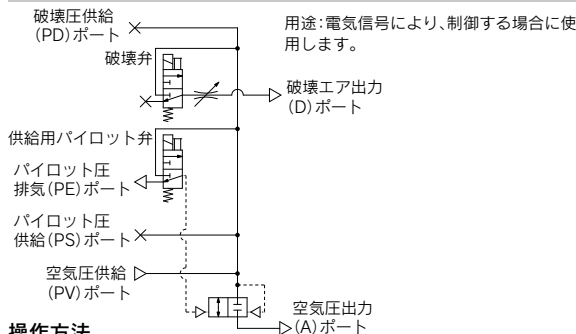 破壊圧供給
(PD)ポート
用途:電気信号により、制御する場合に使
用します。
破壊弁
破壊エア出力
(D)ポート
供給用パイロット弁
パイロット圧
排気(PE)ポート
パイロット圧
供給(PS)ポート
空気圧供給
(PV)ポート
空気圧出力
(A)ポート
操作方法